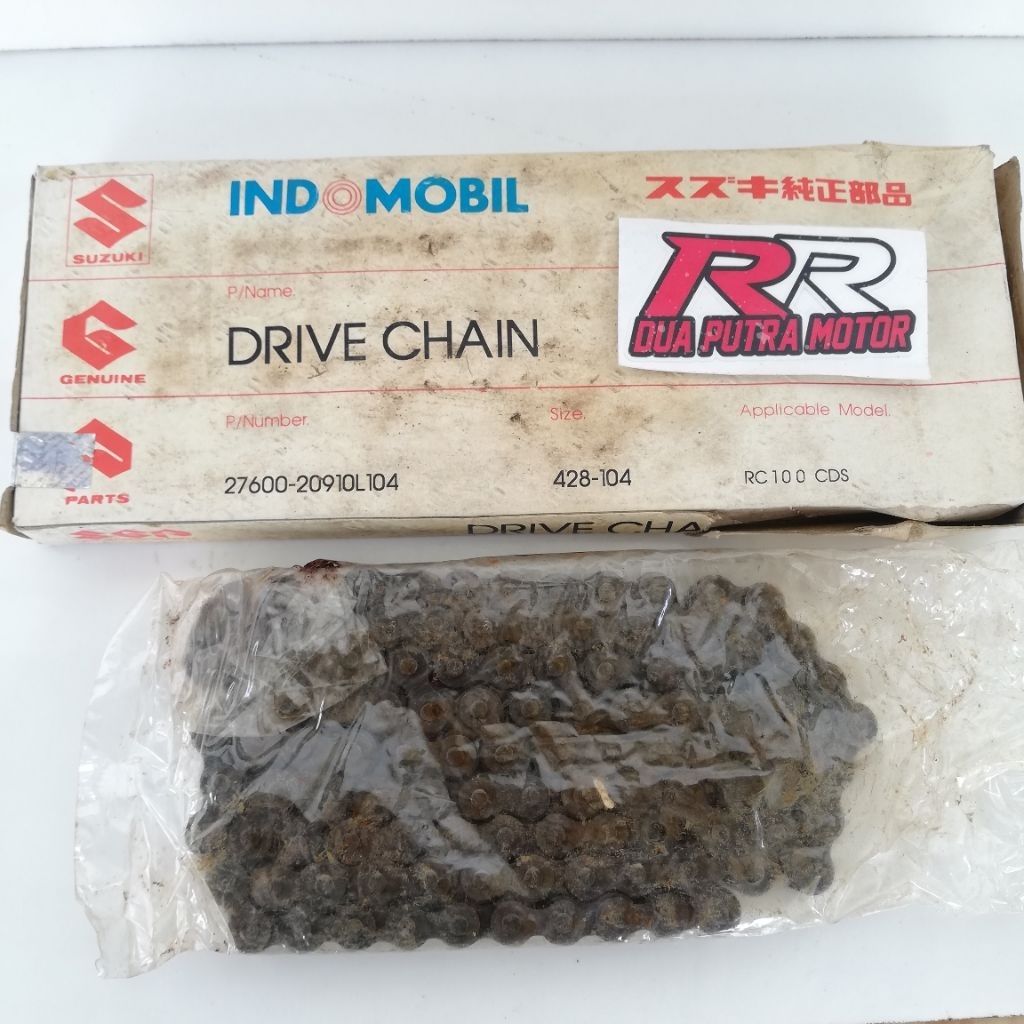 SUZUKI
INDOMOBIL
スズキ純正部品
RR
DUA PUTRA MOTOR
P/Name.
DRIVE CHAIN
GENUINE
P/Number.
Size.
Applicable Model.
27600-20910L104
428-104
RC100 CDS
PARTS
DRIVE CHA